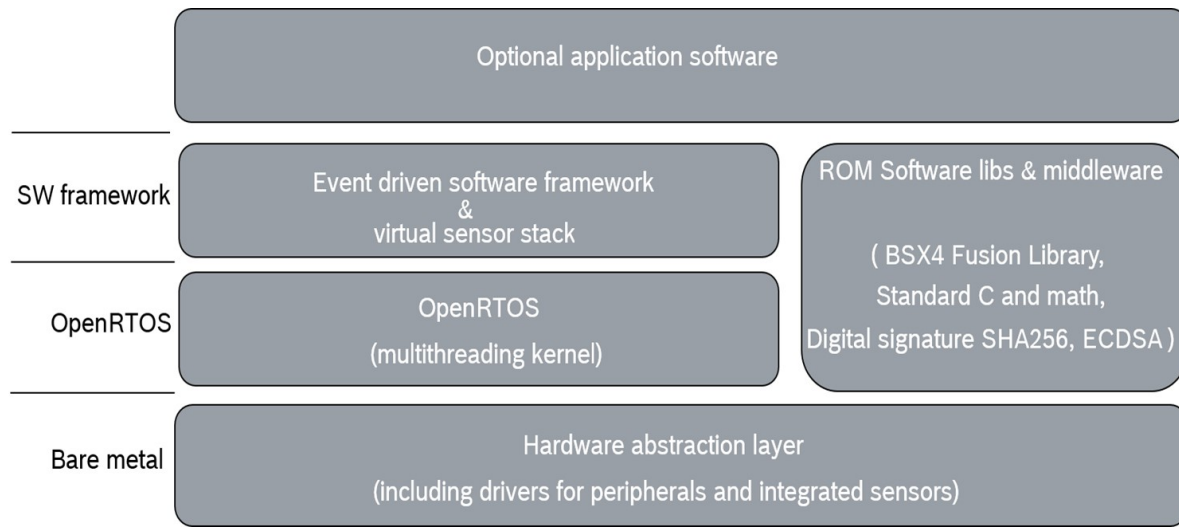 Optional application software
SW framework
Event driven software framework
&
virtual sensor stack
ROM Software libs & middleware
( BSX4 Fusion Library,
Standard C and math,
Digital signature SHA256, ECDSA )
OpenRTOS
OpenRTOS
(multithreading kernel)
Bare metal
Hardware abstraction layer
(including drivers for peripherals and integrated sensors)